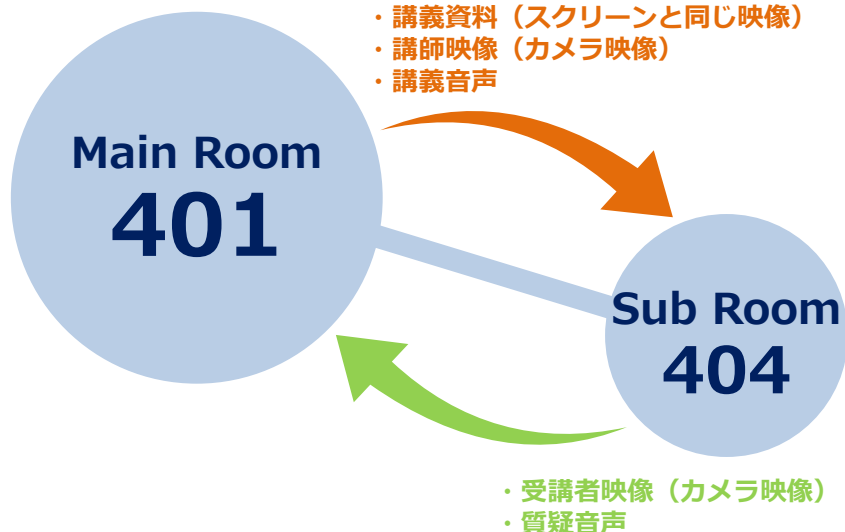 ・講義資料（スクリーンと同じ映像）
・講師映像（カメラ映像）
・講義音声
Main Room
401
Sub Room
404
・受講者映像（カメラ映像）
・質疑音声